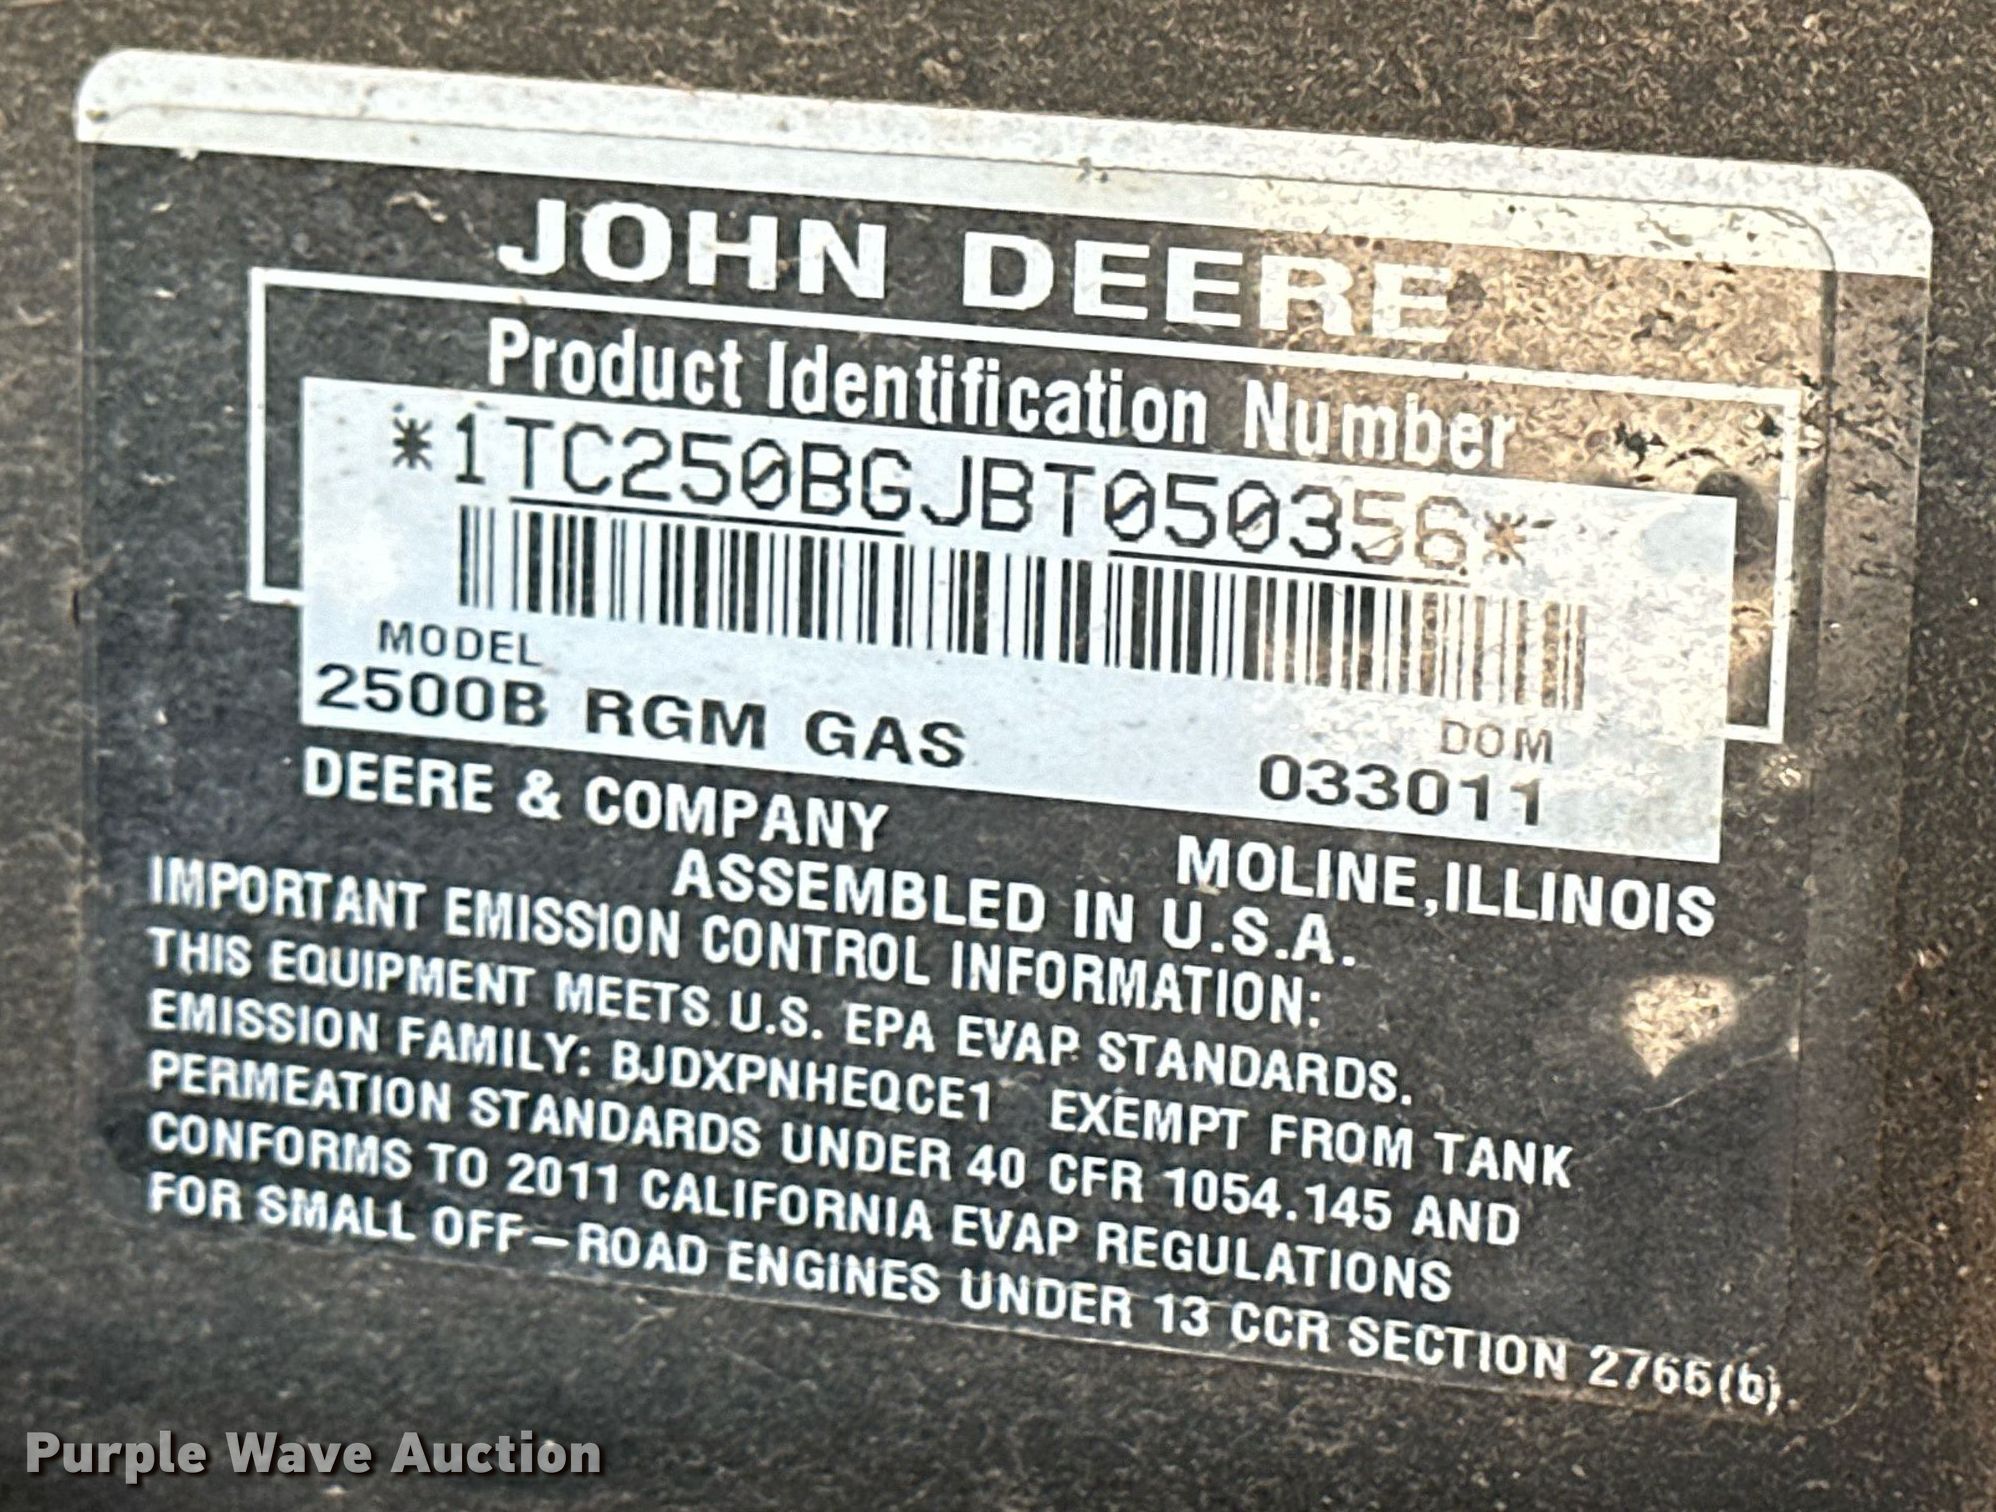 JOHN DEERE
Product Identification Number
*1TC250BGJBT050356*
MODEL
DOM
2500B RGM GAS 033011
DEERE & COMPANY MOLINE,ILLINOIS
ASSEMBLED IN U.S.A.
IMPORTANT EMISSION CONTROL INFORMATION:
THIS EQUIPMENT MEETS U.S. EPA EVAP STANDARDS.
EMISSION FAMILY: BJDXPNHEQCE1 EXEMPT FROM TANK
PERMEATION STANDARDS UNDER 40 CFR 1054.145 AND
CONFORMS TO 2011 CALIFORNIA EVAP REGULATIONS
FOR SMALL OFF-ROAD ENGINES UNDER 13 CCR SECTION 2766(b).
Purple Wave Auction